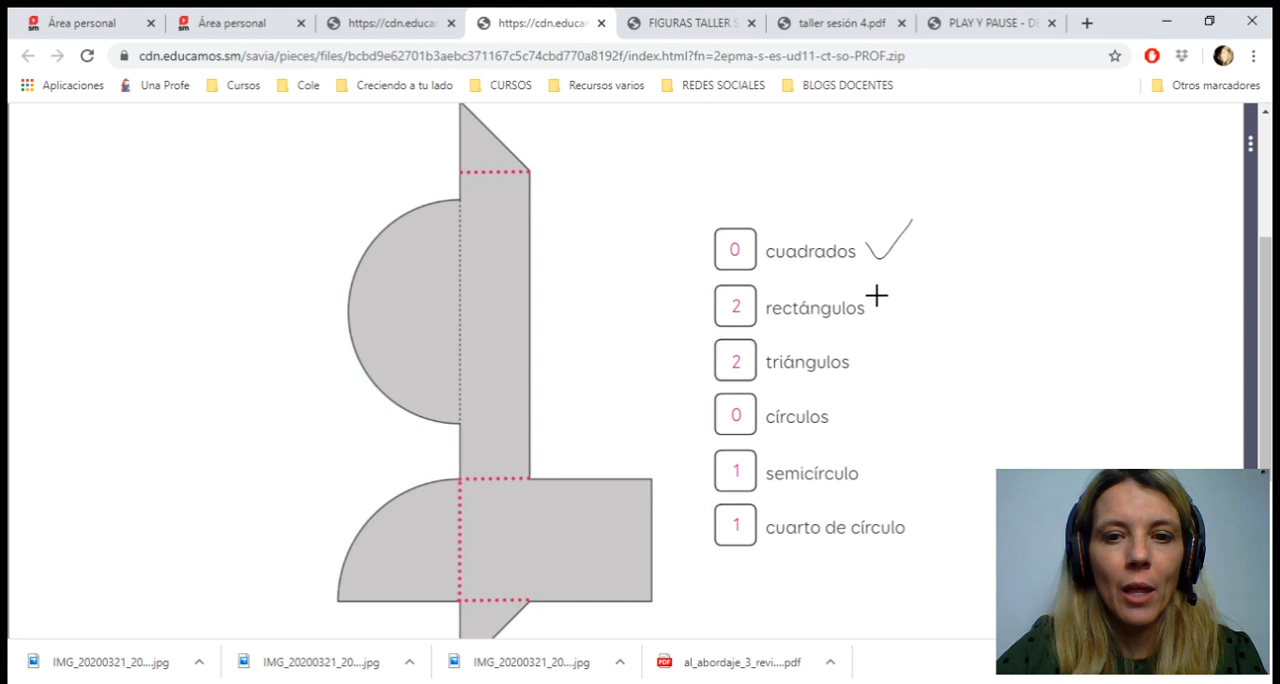 Área personal
Área personal
https://cdn.educar
https://cdn.educar
FIGURAS TALLER S
taller sesión 4.pdf
PLAY Y PAUSE - DE
cdn.educamos.sm/savia/pieces/files/bcbd9e62701b3aebc371167c5c74cbd770a8192f/index.html?fn=2epma-s-es-ud11-ct-so-PROF.zip
Aplicaciones
Una Profe
Cursos
Cole
Creciendo a tu lado
CURSOS
Recursos varios
REDES SOCIALES
BLOGS DOCENTES
Otros marcadores
0 cuadrados
2 rectángulos
2 triángulos
0 círculos
1 semicírculo
1 cuarto de círculo
IMG_20200321_20....jpg
IMG_20200321_20....jpg
IMG_20200321_20....jpg
al_abordaje_3_revi....pdf